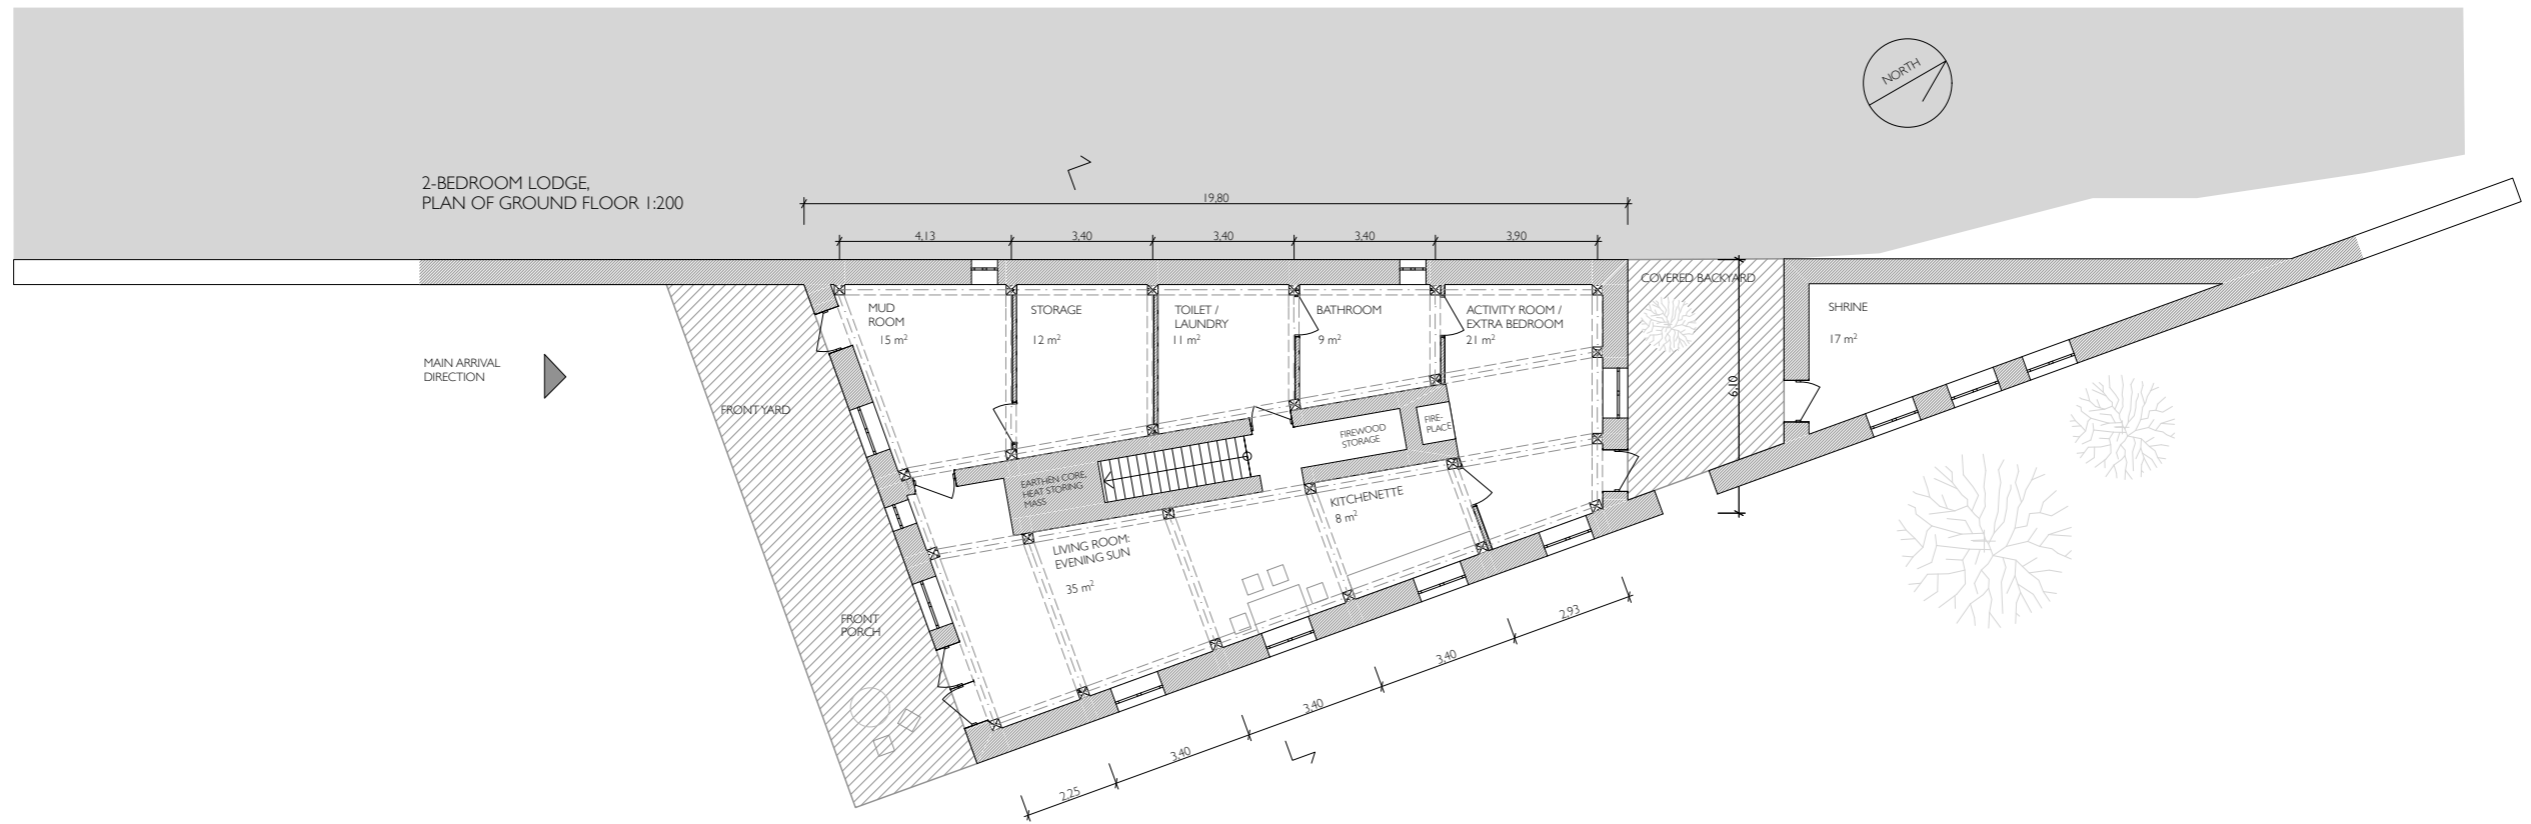 NORTH
2-BEDROOM LODGE,
PLAN OF GROUND FLOOR 1:200
19,80
4,13
3,40
3,40
3,40
3,90
COVERED BACKYARD
MUD
ROOM
15 m²
STORAGE
12 m²
TOILET /
LAUNDRY
11 m²
BATHROOM
9 m²
ACTIVITY ROOM /
EXTRA BEDROOM
21 m²
SHRINE
17 m²
MAIN ARRIVAL
DIRECTION
FRONT YARD
6,10
FIREWOOD
STORAGE
FIRE-
PLACE
EARTHEN CORE,
HEAT STORING
MASS
KITCHENETTE
8 m²
LIVING ROOM:
EVENING SUN
35 m²
FRONT
PORCH
2,25
3,40
3,40
3,40
2,93